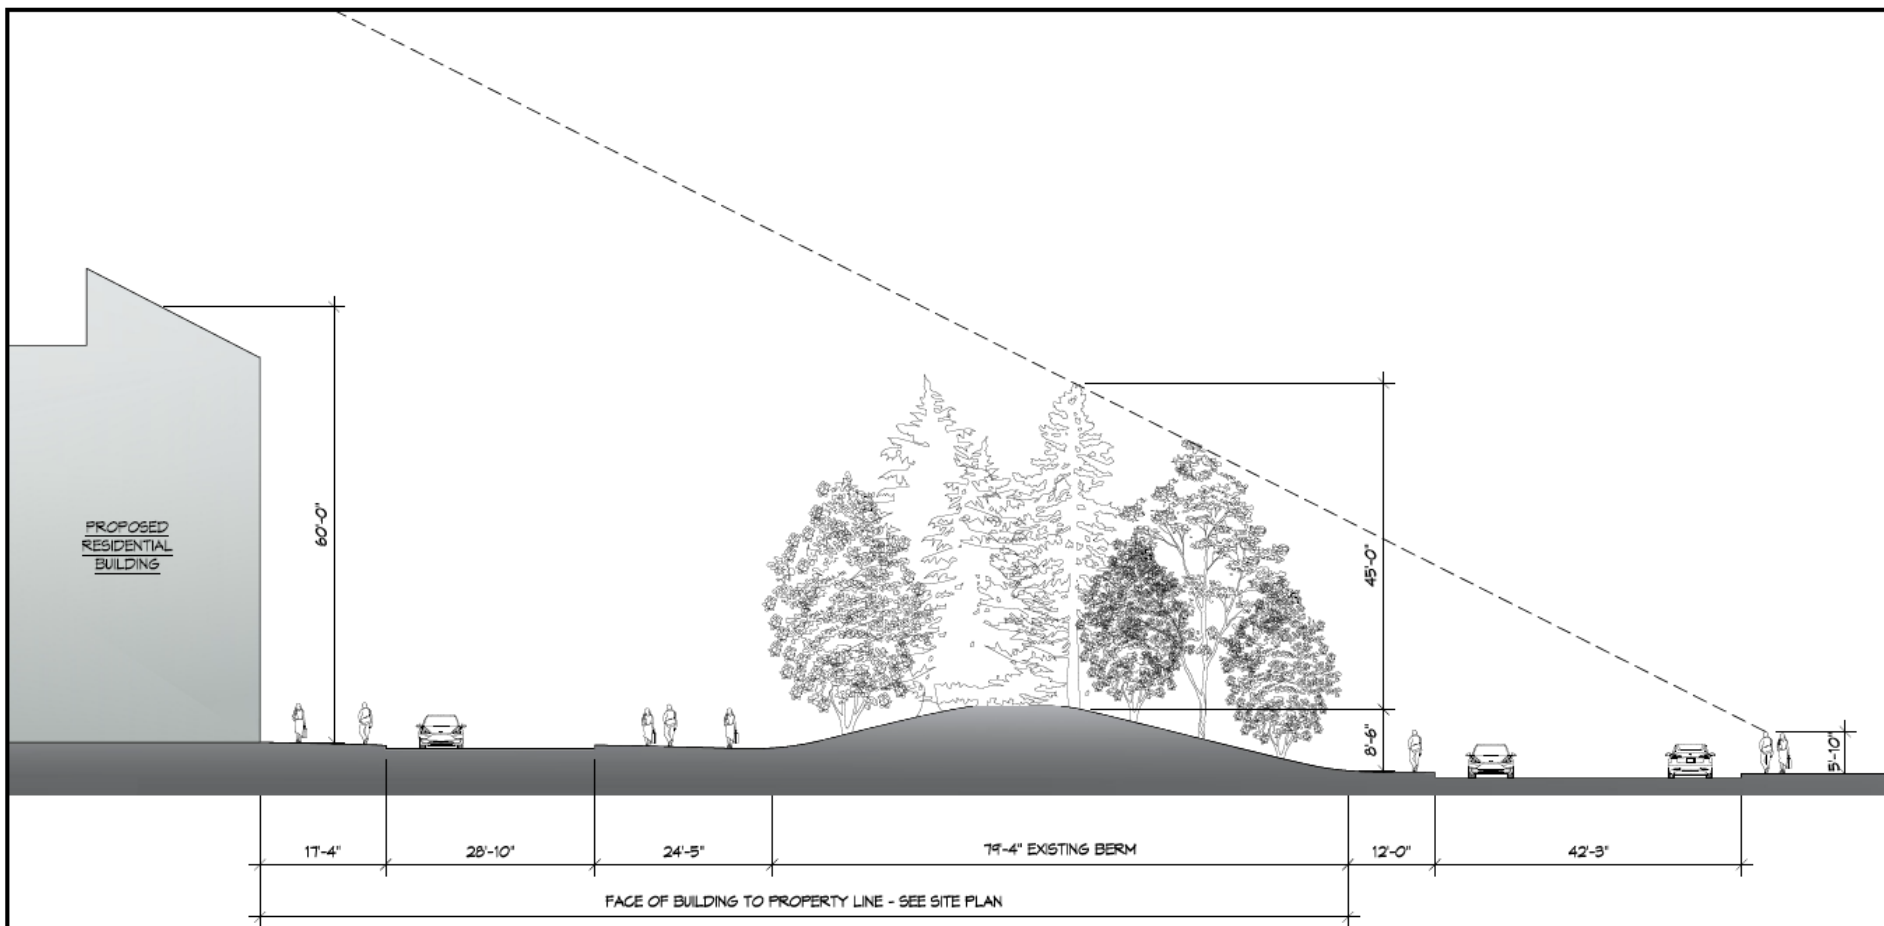 PROPOSED
RESIDENTIAL
BUILDING
60'-0"
45'-0"
8'-6"
5'-10"
17'-4"
28'-10"
24'-5"
79'-4" EXISTING BERM
12'-0"
42'-3"
FACE OF BUILDING TO PROPERTY LINE - SEE SITE PLAN